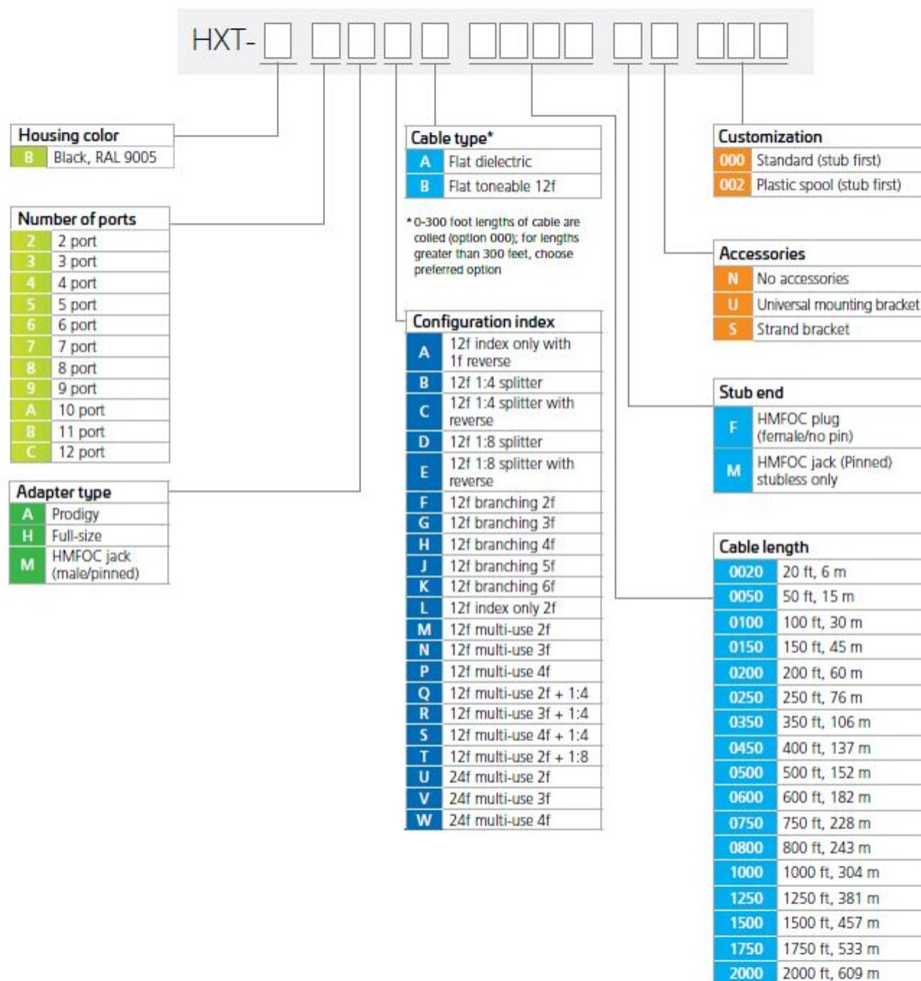 HXT-
Housing color
B Black, RAL 9005
Number of ports
2 2 port
3 3 port
4 4 port
5 5 port
6 6 port
7 7 port
8 8 port
9 9 port
A 10 port
B 11 port
C 12 port
Adapter type
A Prodigy
H Full-size
M HMFOC jack
(male/pinned)
Cable type*
A Flat dielectric
B Flat toneable 12f
* 0-300 foot lengths of cable are
coiled (option 000); for lengths
greater than 300 feet, choose
preferred option
Configuration index
A 12f index only with
1f reverse
B 12f 1:4 splitter
C 12f 1:4 splitter with
reverse
D 12f 1:8 splitter
E 12f 1:8 splitter with
reverse
F 12f branching 2f
G 12f branching 3f
H 12f branching 4f
J 12f branching 5f
K 12f branching 6f
L 12f index only 2f
M 12f multi-use 2f
N 12f multi-use 3f
P 12f multi-use 4f
Q 12f multi-use 2f + 1:4
R 12f multi-use 3f + 1:4
S 12f multi-use 4f + 1:4
T 12f multi-use 2f + 1:8
U 24f multi-use 2f
V 24f multi-use 3f
W 24f multi-use 4f
Customization
000 Standard (stub first)
002 Plastic spool (stub first)
Accessories
N No accessories
U Universal mounting bracket
S Strand bracket
Stub end
F HMFOC plug
(female/no pin)
M HMFOC jack (Pinned)
stubless only
Cable length
0020 20 ft, 6 m
0050 50 ft, 15 m
0100 100 ft, 30 m
0150 150 ft, 45 m
0200 200 ft, 60 m
0250 250 ft, 76 m
0350 350 ft, 106 m
0450 400 ft, 137 m
0500 500 ft, 152 m
0600 600 ft, 182 m
0750 750 ft, 228 m
0800 800 ft, 243 m
1000 1000 ft, 304 m
1250 1250 ft, 381 m
1500 1500 ft, 457 m
1750 1750 ft, 533 m
2000 2000 ft, 609 m